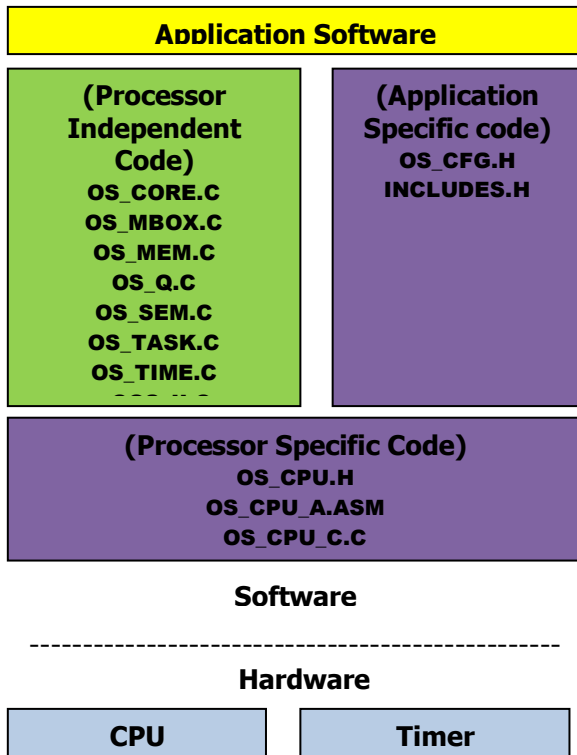 Application Software
(Processor
Independent
Code)
OS_CORE.C
OS_MBOX.C
OS_MEM.C
OS_Q.C
OS_SEM.C
OS_TASK.C
OS_TIME.C
(Application
Specific code)
OS_CFG.H
INCLUDES.H
(Processor Specific Code)
OS_CPU.H
OS_CPU_A.ASM
OS_CPU_C.C
Software
Hardware
CPU
Timer